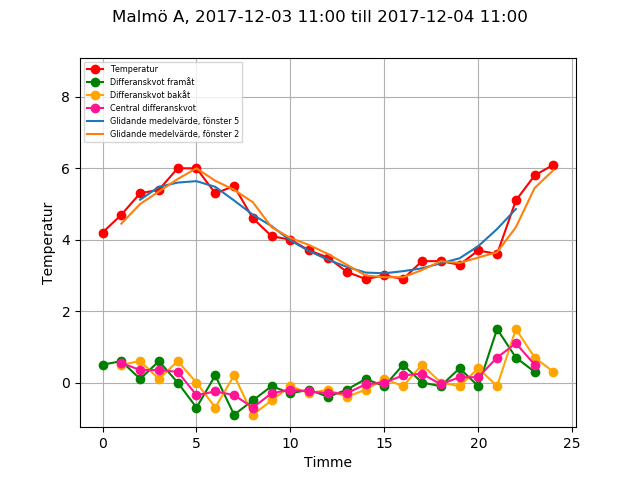 Malmö A, 2017-12-03 11:00 till 2017-12-04 11:00
Temperatur
Differanskvot framåt
Differanskvot bakåt
Central differanskvot
Glidande medelvärde, fönster 5
Glidande medelvärde, fönster 2
8
6
4
2
0
Temperatur
0 5 10 15 20 25
Timme